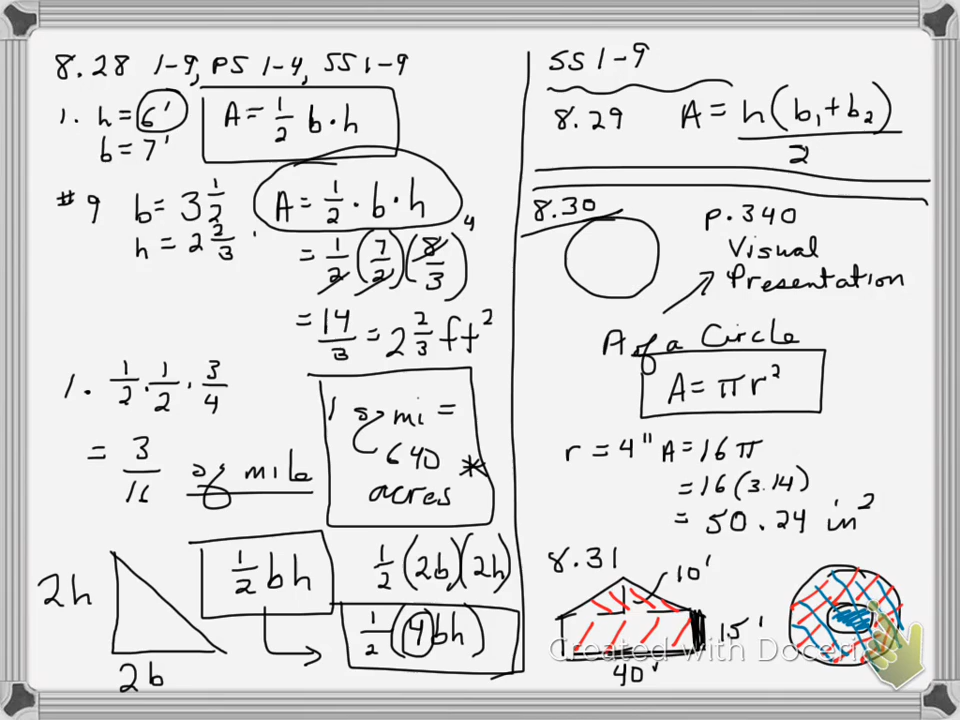 8.28 1-9, PS 1-4, SS 1-9
1. h = 6'
b = 7'
A = 1/2 b·h
#9 b = 3 1/2
h = 2 2/3
A = 1/2 · b · h
= 1/2 (7/2) (8/3) 4
= 14/3 = 2 2/3 ft²
1. 1/2 · 1/2 · 3/4
= 3/16 sq mile
1 sq mi =
640 *
acres
2h
2b
1/2 bh
1/2 (2b)(2h)
1/2 (4bh)
SS 1-9
8.29 A = h(b₁+b₂)/2
8.30
p. 340
Visual
Presentation
A of a Circle
A = πr²
r = 4" A = 16π
= 16(3.14)
= 50.24 in²
8.31
10'
15'
40'
Created with Doceri